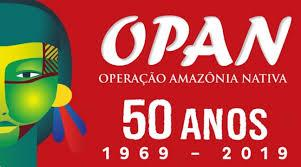 OPAN
OPERAÇÃO AMAZÔNIA NATIVA
50 ANOS
1969 - 2019